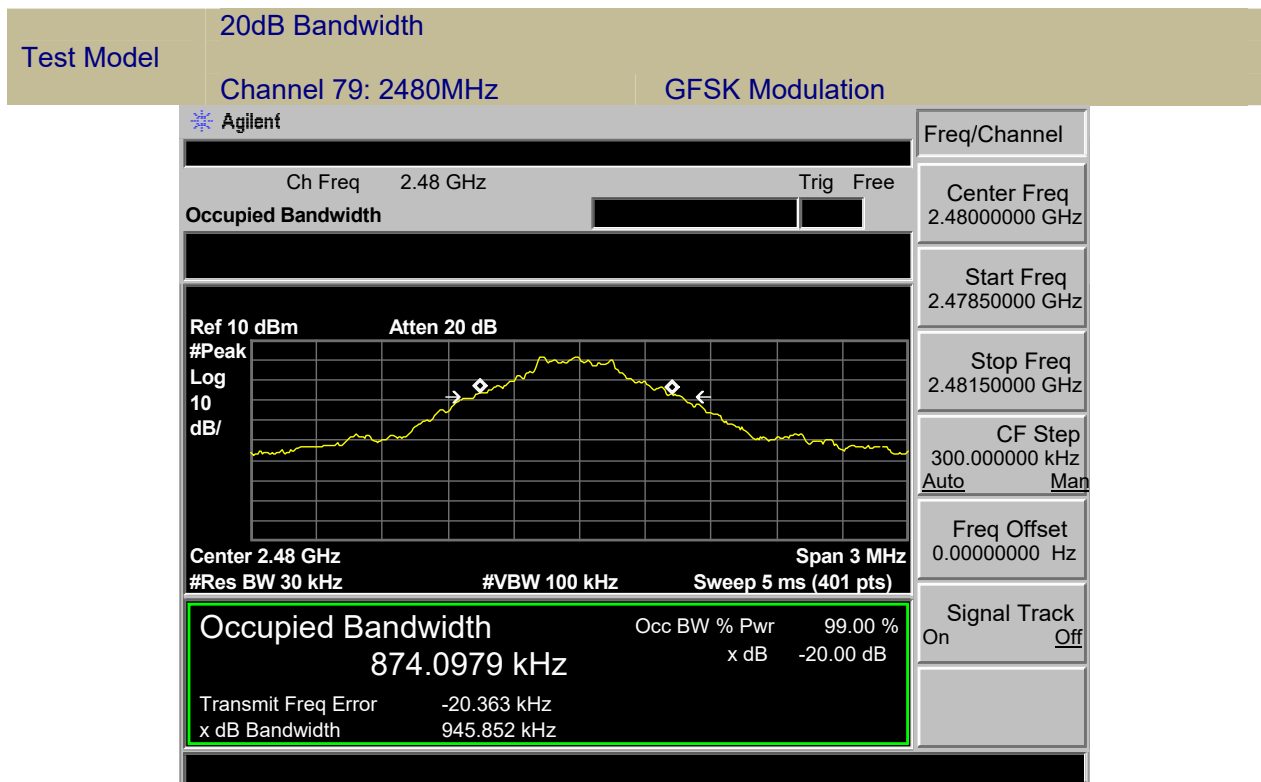 Test Model
20dB Bandwidth
Channel 79: 2480MHz GFSK Modulation
Agilent
Freq/Channel
Ch Freq 2.48 GHz Trig Free
Occupied Bandwidth
Center Freq
2.48000000 GHz
Start Freq
2.47850000 GHz
Stop Freq
2.48150000 GHz
CF Step
300.000000 kHz
Auto Man
Freq Offset
0.00000000 Hz
Signal Track
On Off
Ref 10 dBm Atten 20 dB
#Peak
Log
10
dB/
Center 2.48 GHz Span 3 MHz
#Res BW 30 kHz #VBW 100 kHz Sweep 5 ms (401 pts)
Occupied Bandwidth Occ BW % Pwr 99.00 %
874.0979 kHz x dB -20.00 dB
Transmit Freq Error -20.363 kHz
x dB Bandwidth 945.852 kHz